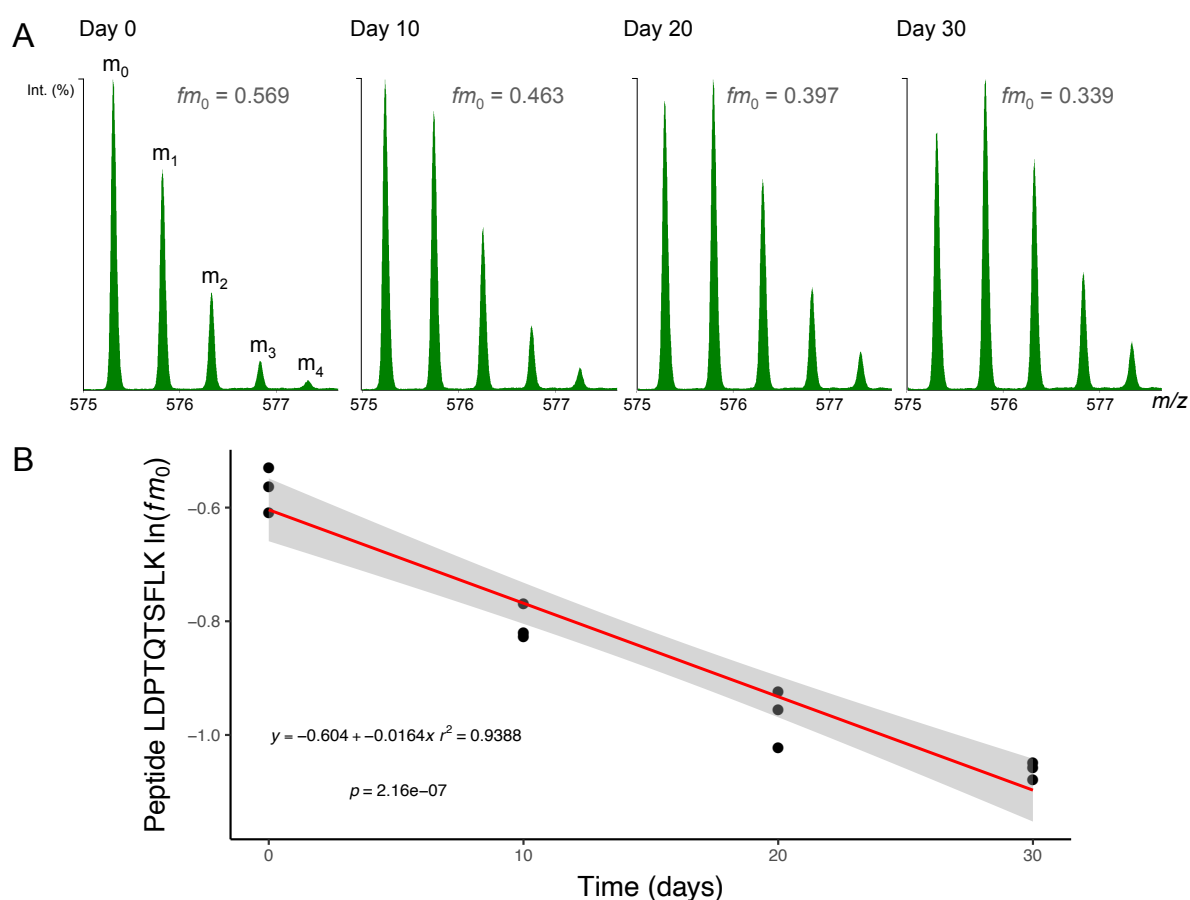 A
Day 0 Day 10 Day 20 Day 30
Int. (%)
m0 m1 m2 m3 m4
fm0 = 0.569
fm0 = 0.463
fm0 = 0.397
fm0 = 0.339
575 576 577 575 576 577 575 576 577 575 576 577 m/z
B
Peptide LDPTQTSFLK ln(fm0)
−0.6
−0.8
−1.0
y = −0.604 + −0.0164x r² = 0.9388
p = 2.16e−07
0 10 20 30
Time (days)